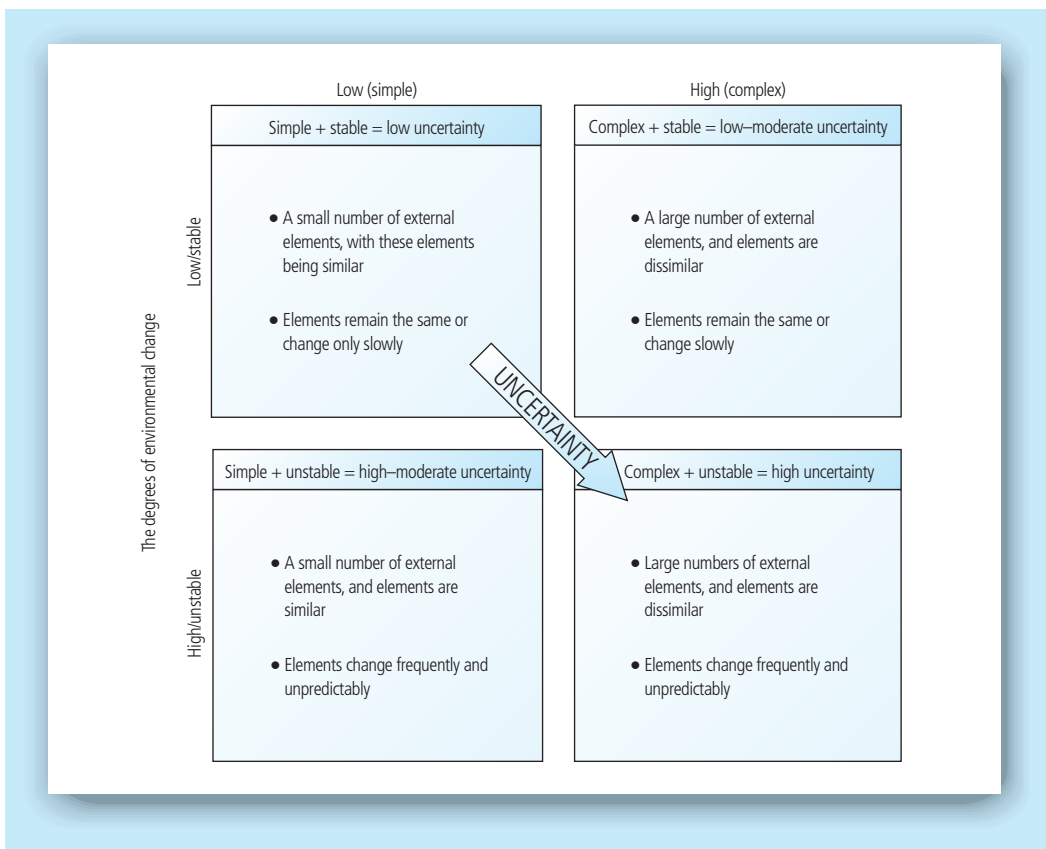 Low (simple)
High (complex)
Simple + stable = low uncertainty
Complex + stable = low–moderate uncertainty
The degrees of environmental change
Low/stable
• A small number of external
elements, with these elements
being similar
• Elements remain the same or
change only slowly
• A large number of external
elements, and elements are
dissimilar
• Elements remain the same or
change slowly
UNCERTAINTY
High/unstable
Simple + unstable = high–moderate uncertainty
Complex + unstable = high uncertainty
• A small number of external
elements, and elements are
similar
• Elements change frequently and
unpredictably
• Large numbers of external
elements, and elements are
dissimilar
• Elements change frequently and
unpredictably